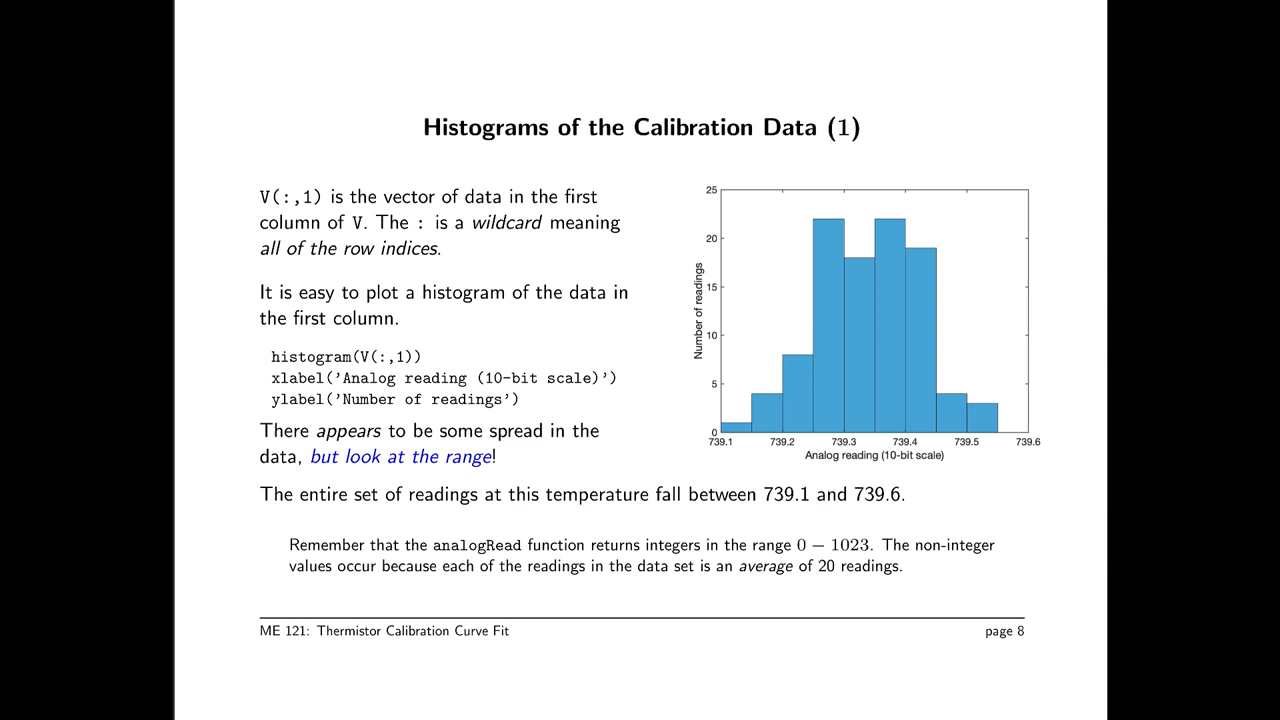 Histograms of the Calibration Data (1)
V(:,1) is the vector of data in the first
column of V. The : is a wildcard meaning
all of the row indices.
It is easy to plot a histogram of the data in
the first column.
histogram(V(:,1))
xlabel('Analog reading (10-bit scale)')
ylabel('Number of readings')
There appears to be some spread in the
data, but look at the range!
25
20
15
10
5
0
Number of readings
739.1 739.2 739.3 739.4 739.5 739.6
Analog reading (10-bit scale)
The entire set of readings at this temperature fall between 739.1 and 739.6.
Remember that the analogRead function returns integers in the range 0 − 1023. The non-integer
values occur because each of the readings in the data set is an average of 20 readings.
ME 121: Thermistor Calibration Curve Fit
page 8